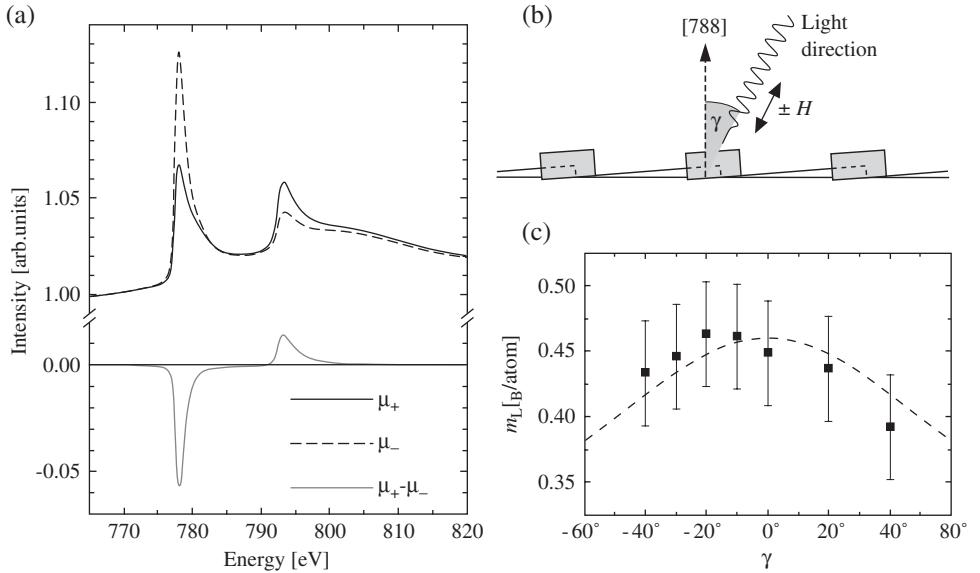 (a)
1.10
1.05
1.00
0.00
-0.05
Intensity [arb.units]
μ₊
μ₋
μ₊-μ₋
770 780 790 800 810 820
Energy [eV]
(b)
[788]
Light
direction
± H
γ
(c)
0.50
0.45
0.40
0.35
m_L[_B/atom]
-60° -40° -20° 0° 20° 40° 60° 80°
γ